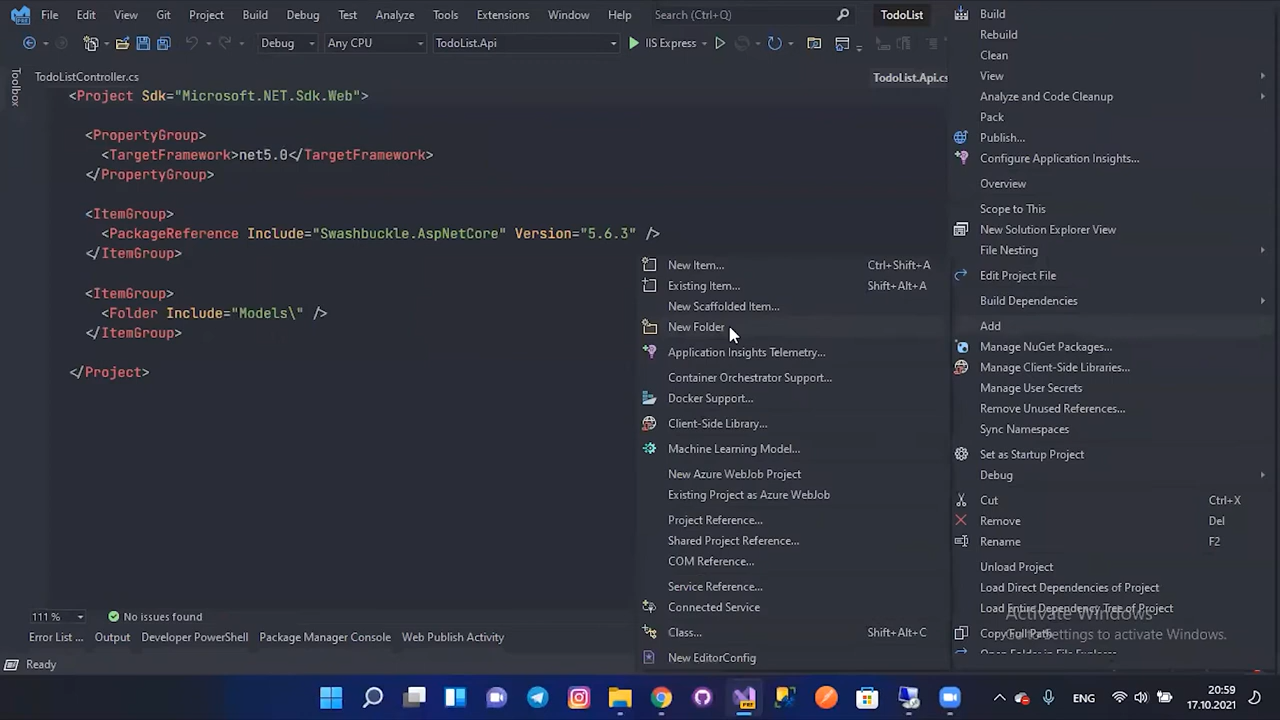 File Edit View Git Project Build Debug Test Analyze Tools Extensions Window Help Search (Ctrl+Q) TodoList
Debug Any CPU TodoList.Api IIS Express
TodoListController.cs TodoList.Api.cs
Toolbox
<Project Sdk="Microsoft.NET.Sdk.Web">
<PropertyGroup>
<TargetFramework>net5.0</TargetFramework>
</PropertyGroup>
<ItemGroup>
<PackageReference Include="Swashbuckle.AspNetCore" Version="5.6.3" />
</ItemGroup>
<ItemGroup>
<Folder Include="Models\" />
</ItemGroup>
</Project>
New Item... Ctrl+Shift+A
Existing Item... Shift+Alt+A
New Scaffolded Item...
New Folder
Application Insights Telemetry...
Container Orchestrator Support...
Docker Support...
Client-Side Library...
Machine Learning Model...
New Azure WebJob Project
Existing Project as Azure WebJob
Project Reference...
Shared Project Reference...
COM Reference...
Service Reference...
Connected Service
Class... Shift+Alt+C
New EditorConfig
Build
Rebuild
Clean
View
Analyze and Code Cleanup
Pack
Publish...
Configure Application Insights...
Overview
Scope to This
New Solution Explorer View
File Nesting
Edit Project File
Build Dependencies
Add
Manage NuGet Packages...
Manage Client-Side Libraries...
Manage User Secrets
Remove Unused References...
Sync Namespaces
Set as Startup Project
Debug
Cut Ctrl+X
Remove Del
Rename F2
Unload Project
Load Direct Dependencies of Project
Load Entire Dependency Tree of Project
Copy Full Path
Open Folder in File Explorer
Activate Windows
Go to Settings to activate Windows.
111 % No issues found
Error List ... Output Developer PowerShell Package Manager Console Web Publish Activity
Ready
ENG
20:59
17.10.2021